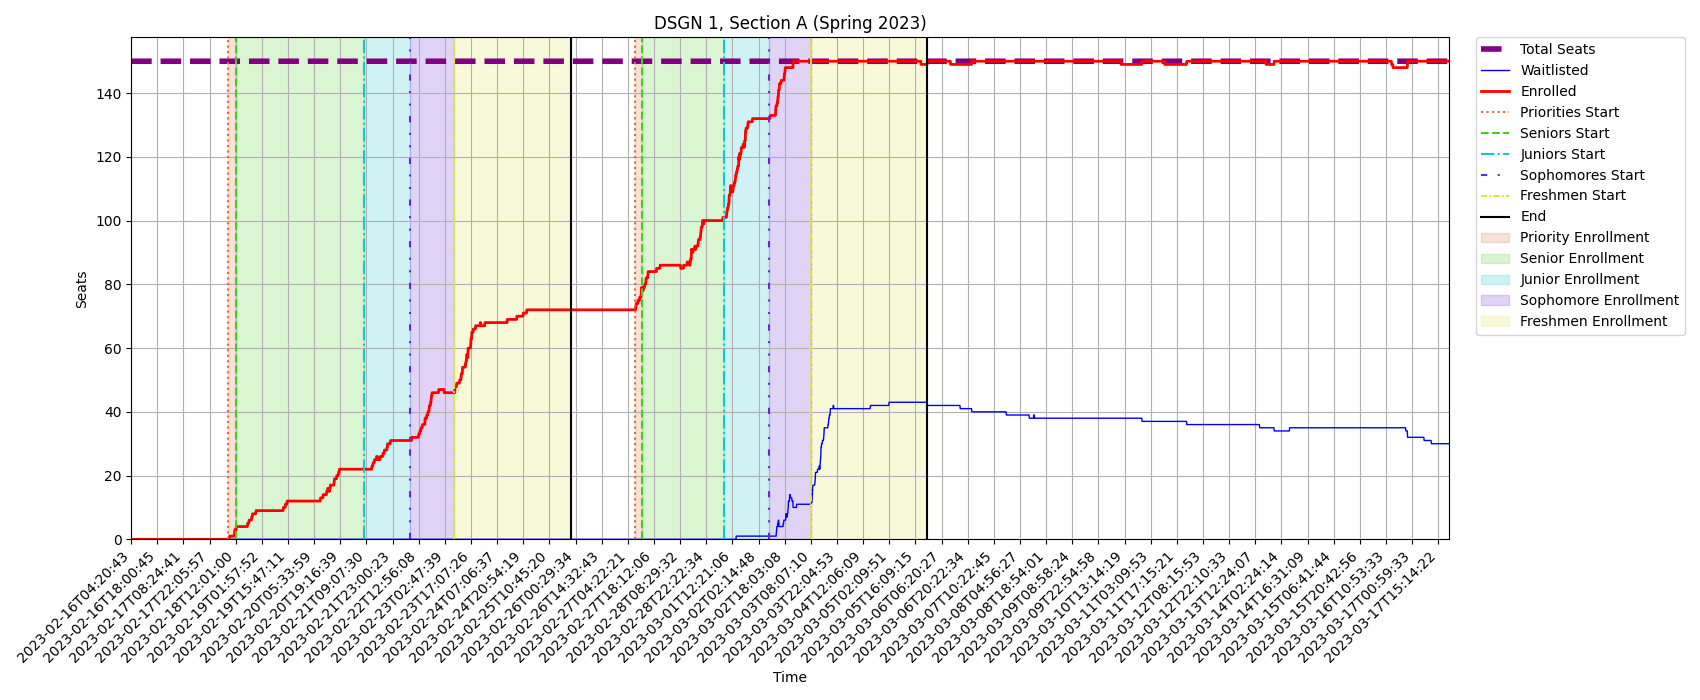 DSGN 1, Section A (Spring 2023)
Seats
140
120
100
80
60
40
20
0
2023-02-16T04:20:43
2023-02-16T18:00:45
2023-02-17T08:24:41
2023-02-17T22:05:57
2023-02-18T12:01:00
2023-02-19T01:57:52
2023-02-19T15:47:11
2023-02-20T05:33:59
2023-02-20T19:16:39
2023-02-21T09:07:30
2023-02-21T23:00:23
2023-02-22T12:56:08
2023-02-23T02:47:39
2023-02-23T17:07:26
2023-02-24T07:06:37
2023-02-24T20:54:19
2023-02-25T10:45:20
2023-02-26T00:29:34
2023-02-26T14:32:43
2023-02-27T04:22:21
2023-02-27T18:12:06
2023-02-28T08:29:32
2023-02-28T22:22:34
2023-03-01T12:21:06
2023-03-02T02:14:48
2023-03-02T18:03:08
2023-03-03T08:07:10
2023-03-03T22:04:53
2023-03-04T12:06:09
2023-03-05T02:09:51
2023-03-05T16:09:15
2023-03-06T06:20:27
2023-03-06T20:22:34
2023-03-07T10:22:45
2023-03-08T04:56:27
2023-03-08T18:54:01
2023-03-09T08:58:24
2023-03-09T22:54:58
2023-03-10T13:14:19
2023-03-11T03:09:53
2023-03-11T17:15:21
2023-03-12T08:15:53
2023-03-12T22:10:33
2023-03-13T12:24:07
2023-03-14T02:24:14
2023-03-14T16:31:09
2023-03-15T06:41:44
2023-03-15T20:42:56
2023-03-16T10:53:33
2023-03-17T00:59:33
2023-03-17T15:14:22
Time
Total Seats
Waitlisted
Enrolled
Priorities Start
Seniors Start
Juniors Start
Sophomores Start
Freshmen Start
End
Priority Enrollment
Senior Enrollment
Junior Enrollment
Sophomore Enrollment
Freshmen Enrollment